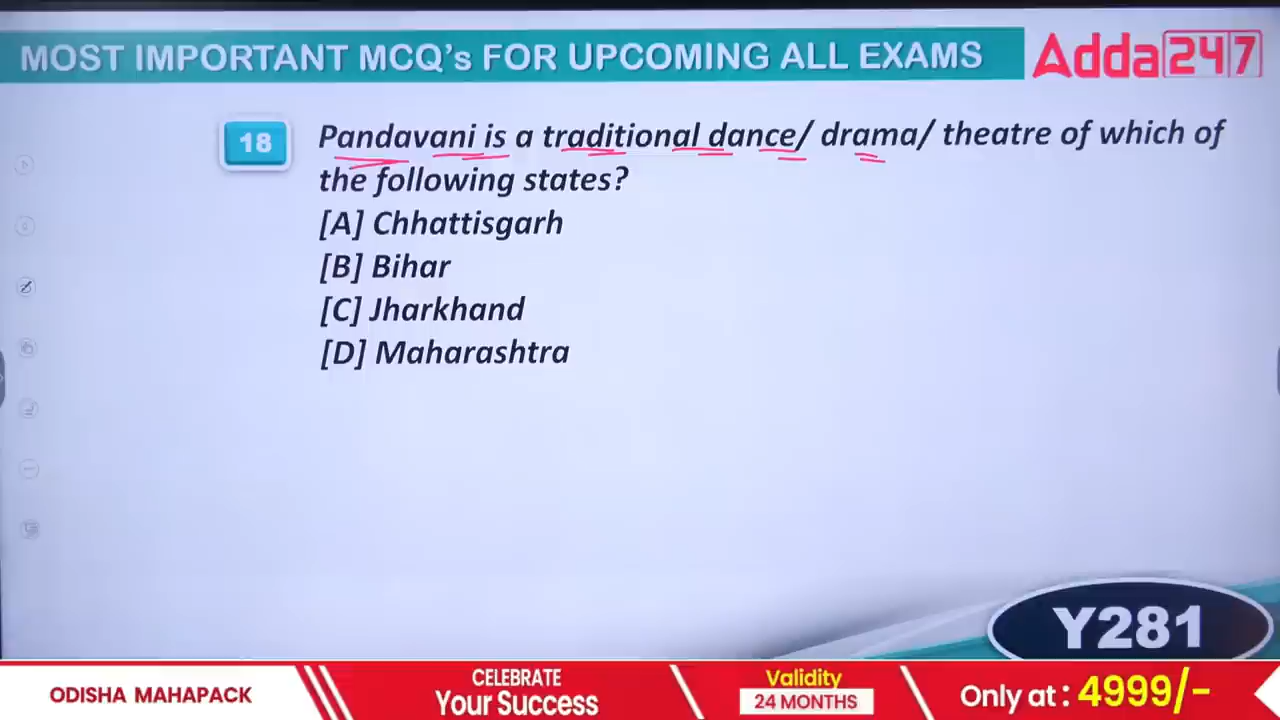 MOST IMPORTANT MCQ's FOR UPCOMING ALL EXAMS
Adda247
18
Pandavani is a traditional dance/ drama/ theatre of which of
the following states?
[A] Chhattisgarh
[B] Bihar
[C] Jharkhand
[D] Maharashtra
Y281
ODISHA MAHAPACK
CELEBRATE
Your Success
Validity
24 MONTHS
Only at : 4999/-